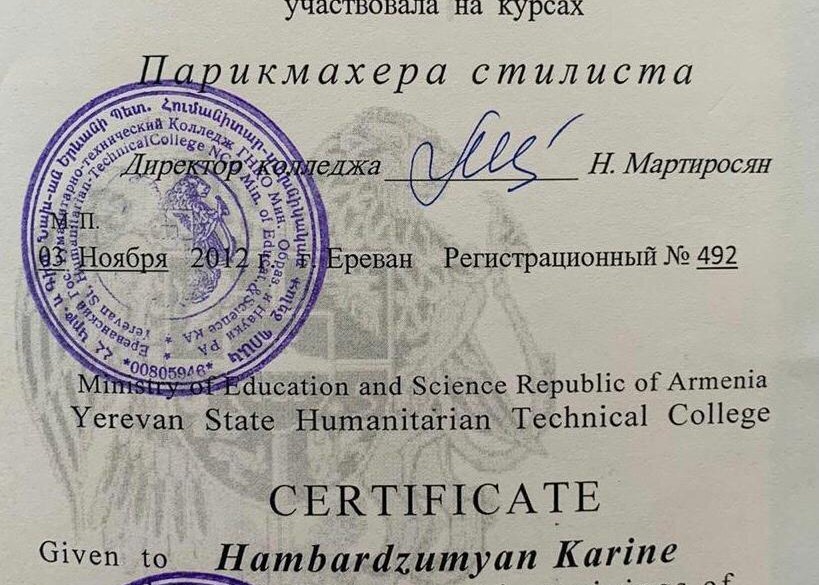 участвовала на курсах
Парикмахера стилиста
Директор колледжа Н. Мартиросян
М.П.
03 Ноября 2012 г. г. Ереван Регистрационный № 492
*00805946*
Ministry of Education and Science Republic of Armenia
Yerevan State Humanitarian Technical College
CERTIFICATE
Given to Hambardzumyan Karine